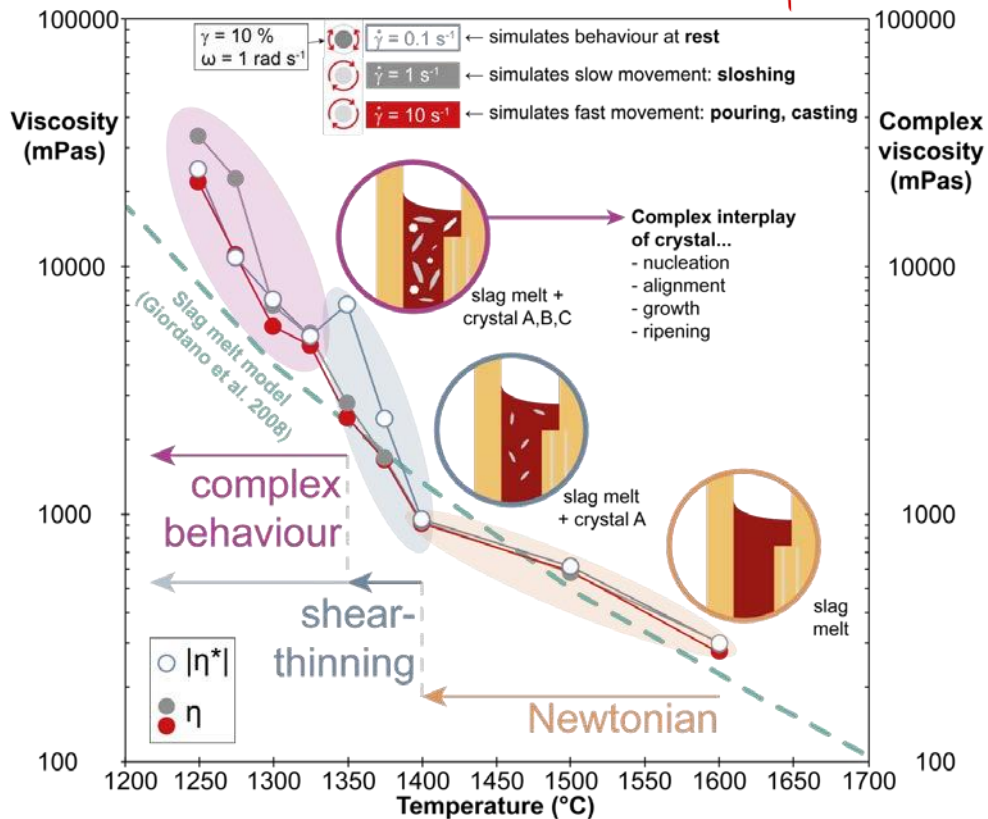 100000
100000
γ = 10 %
ω = 1 rad s⁻¹
γ̇ = 0.1 s⁻¹
← simulates behaviour at rest
γ̇ = 1 s⁻¹
← simulates slow movement: sloshing
γ̇ = 10 s⁻¹
← simulates fast movement: pouring, casting
Viscosity
(mPas)
Complex
viscosity
(mPas)
Complex interplay
of crystal...
- nucleation
- alignment
- growth
- ripening
10000
10000
slag melt +
crystal A,B,C
Slag melt model
(Giordano et al. 2008)
complex
behaviour
slag melt
+ crystal A
1000
1000
shear-
thinning
slag
melt
|η*|
η
Newtonian
100
100
1200 1250 1300 1350 1400 1450 1500 1550 1600 1650 1700
Temperature (°C)